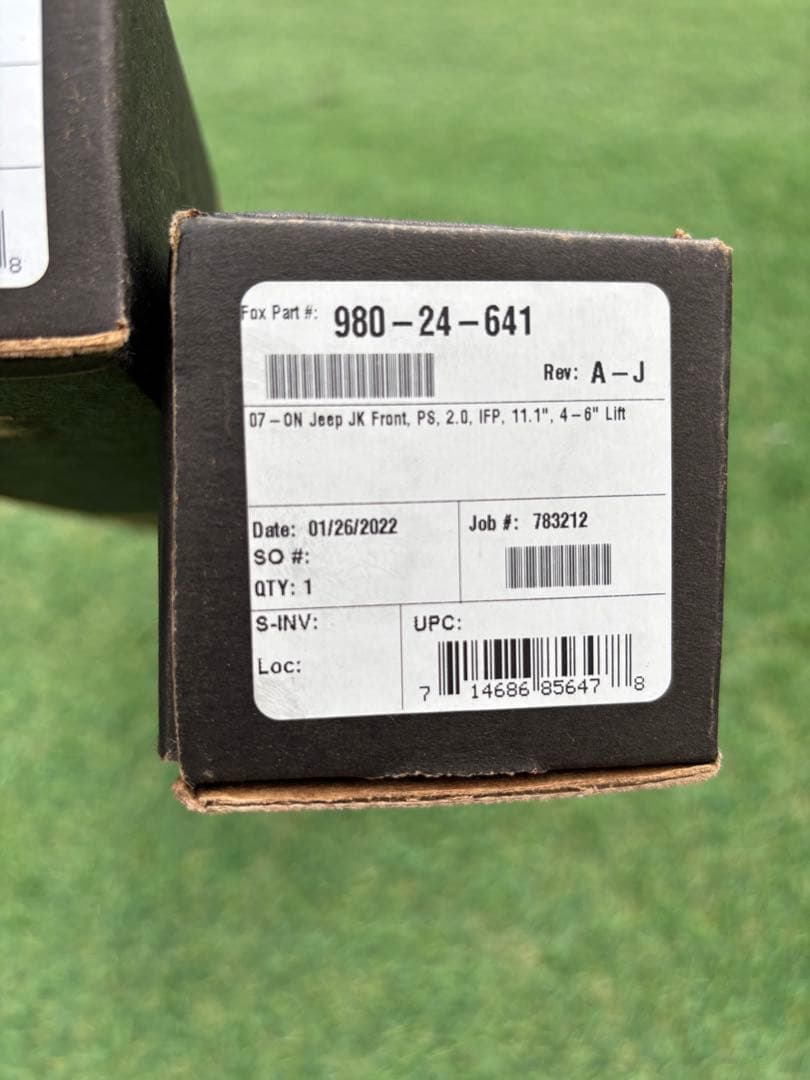 8
Fox Part #: 980-24-641
Rev: A-J
07-ON Jeep JK Front, PS, 2.0, IFP, 11.1", 4-6" Lift
Date: 01/26/2022
SO #:
QTY: 1
Job #: 783212
S-INV:
Loc:
UPC:
7 14686 85647 8